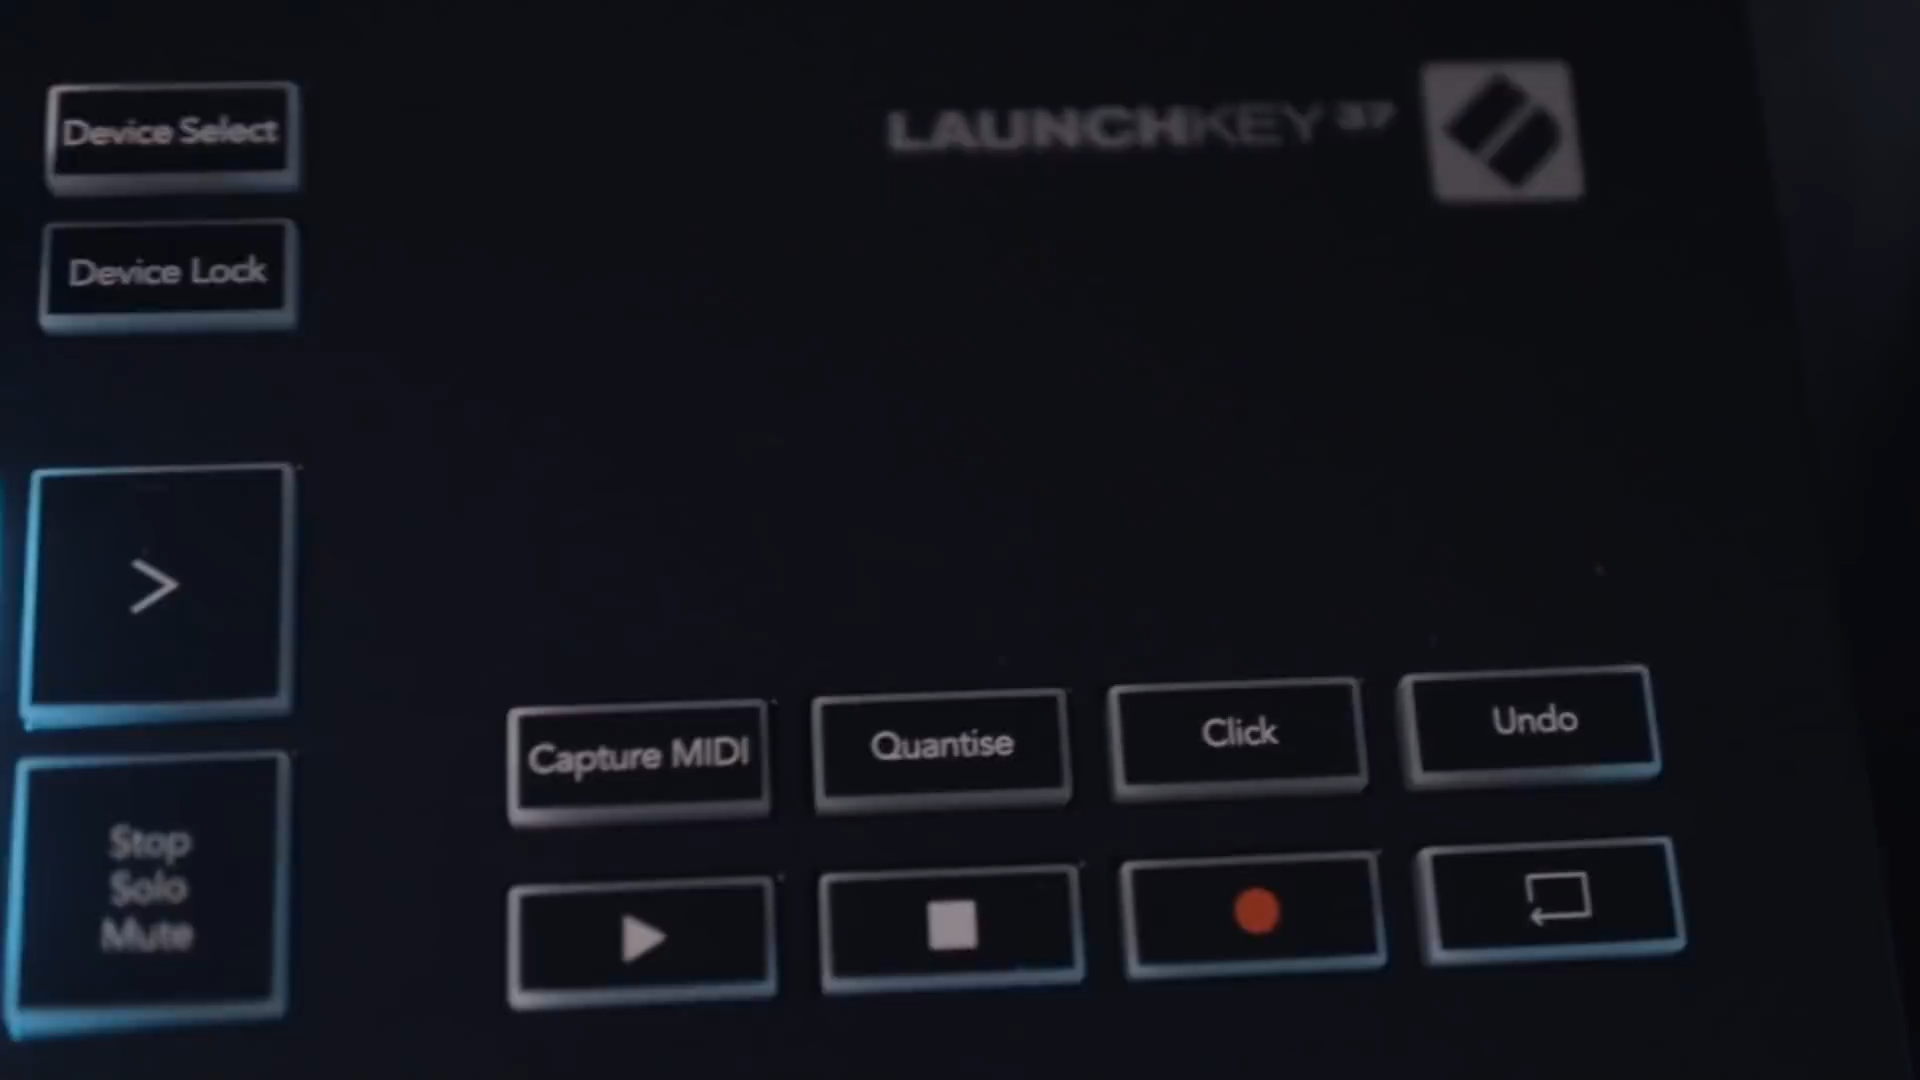 Device Select
LAUNCHKEY 37
Device Lock
>
Capture MIDI
Quantise
Click
Undo
Stop
Solo
Mute